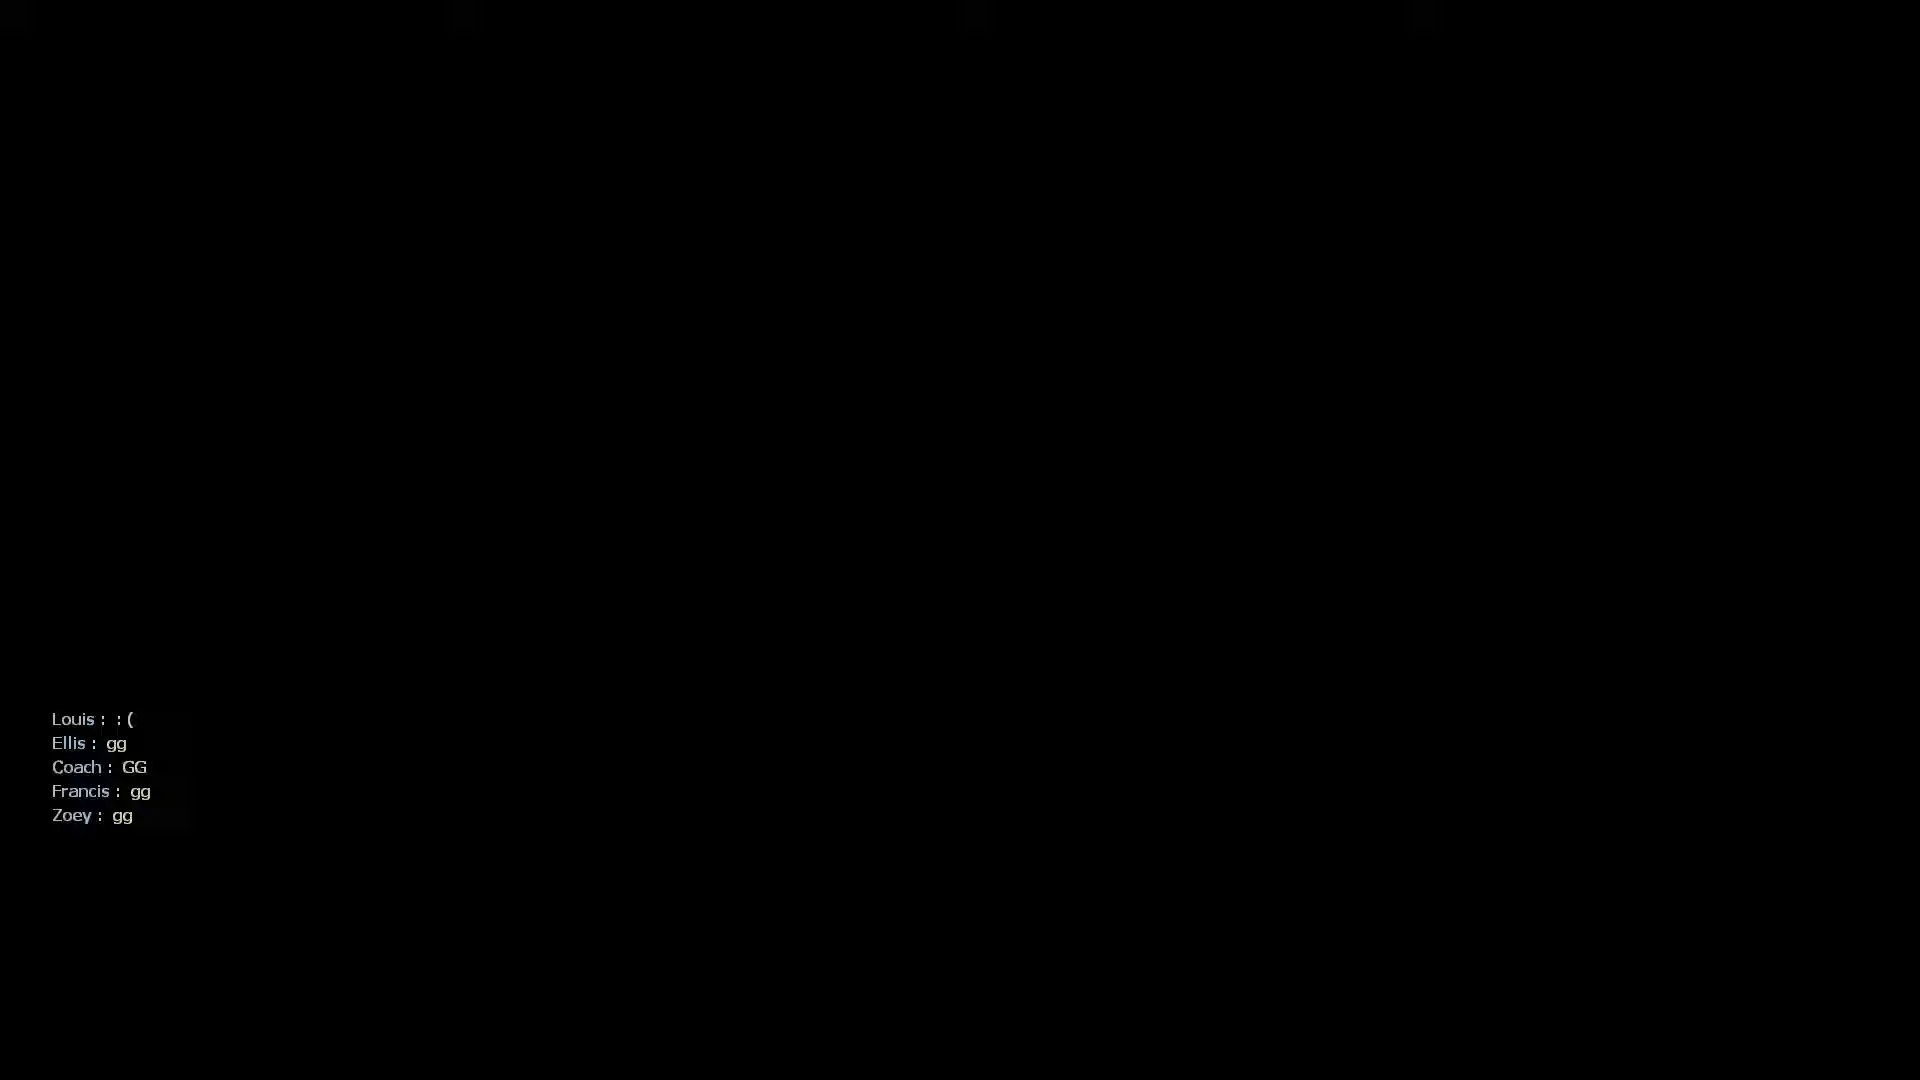 Louis :  :(
Ellis :  gg
Coach :  GG
Francis :  gg
Zoey :  gg